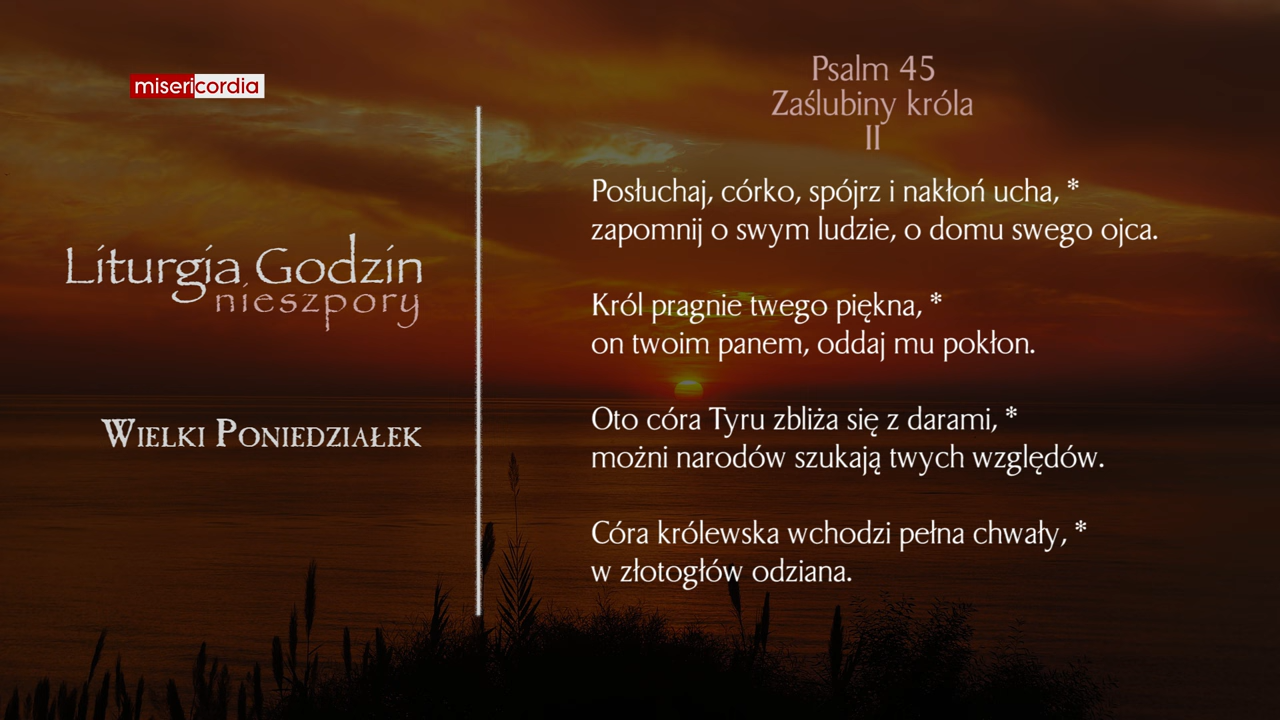 misericordia
Liturgia Godzin
nieszpory
Wielki Poniedziałek
Psalm 45
Zaślubiny króla
II
Posłuchaj, córko, spójrz i nakłoń ucha, *
zapomnij o swym ludzie, o domu swego ojca.
Król pragnie twego piękna, *
on twoim panem, oddaj mu pokłon.
Oto córa Tyru zbliża się z darami, *
możni narodów szukają twych względów.
Córa królewska wchodzi pełna chwały, *
w złotogłów odziana.